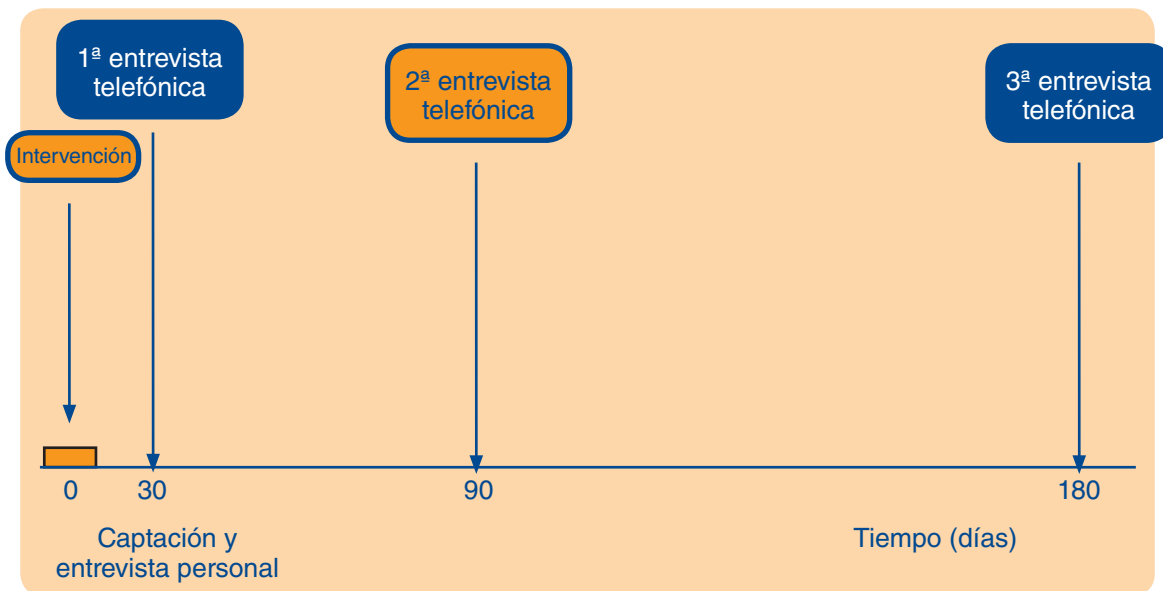 1ª entrevista
telefónica
2ª entrevista
telefónica
3ª entrevista
telefónica
Intervención
0
30
90
180
Captación y
entrevista personal
Tiempo (días)